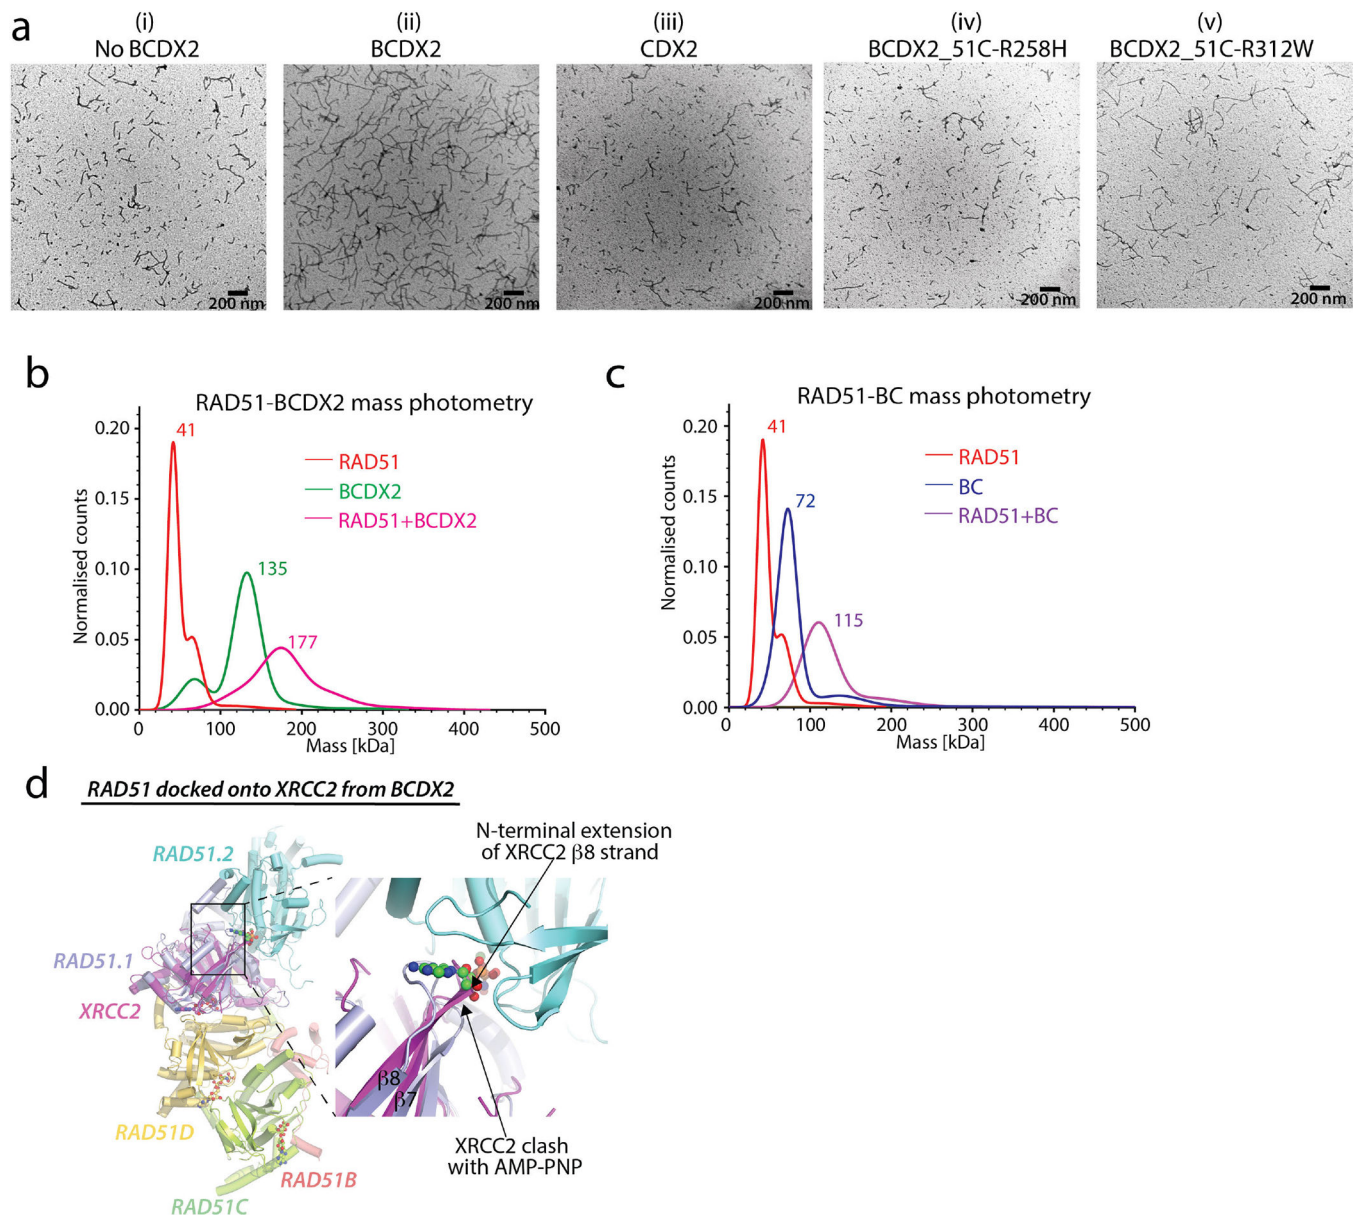 a
(i)
No BCDX2
(ii)
BCDX2
(iii)
CDX2
(iv)
BCDX2_51C-R258H
(v)
BCDX2_51C-R312W
200 nm
200 nm
200 nm
200 nm
200 nm
b
RAD51-BCDX2 mass photometry
Normalised counts
0.20
0.15
0.10
0.05
0.00
41
135
177
RAD51
BCDX2
RAD51+BCDX2
0
100
200
300
400
500
Mass [kDa]
c
RAD51-BC mass photometry
Normalised counts
0.20
0.15
0.10
0.05
0.00
41
72
115
RAD51
BC
RAD51+BC
0
100
200
300
400
500
Mass [kDa]
d
RAD51 docked onto XRCC2 from BCDX2
RAD51.2
RAD51.1
XRCC2
RAD51D
RAD51B
RAD51C
N-terminal extension
of XRCC2 β8 strand
β8
β7
XRCC2 clash
with AMP-PNP